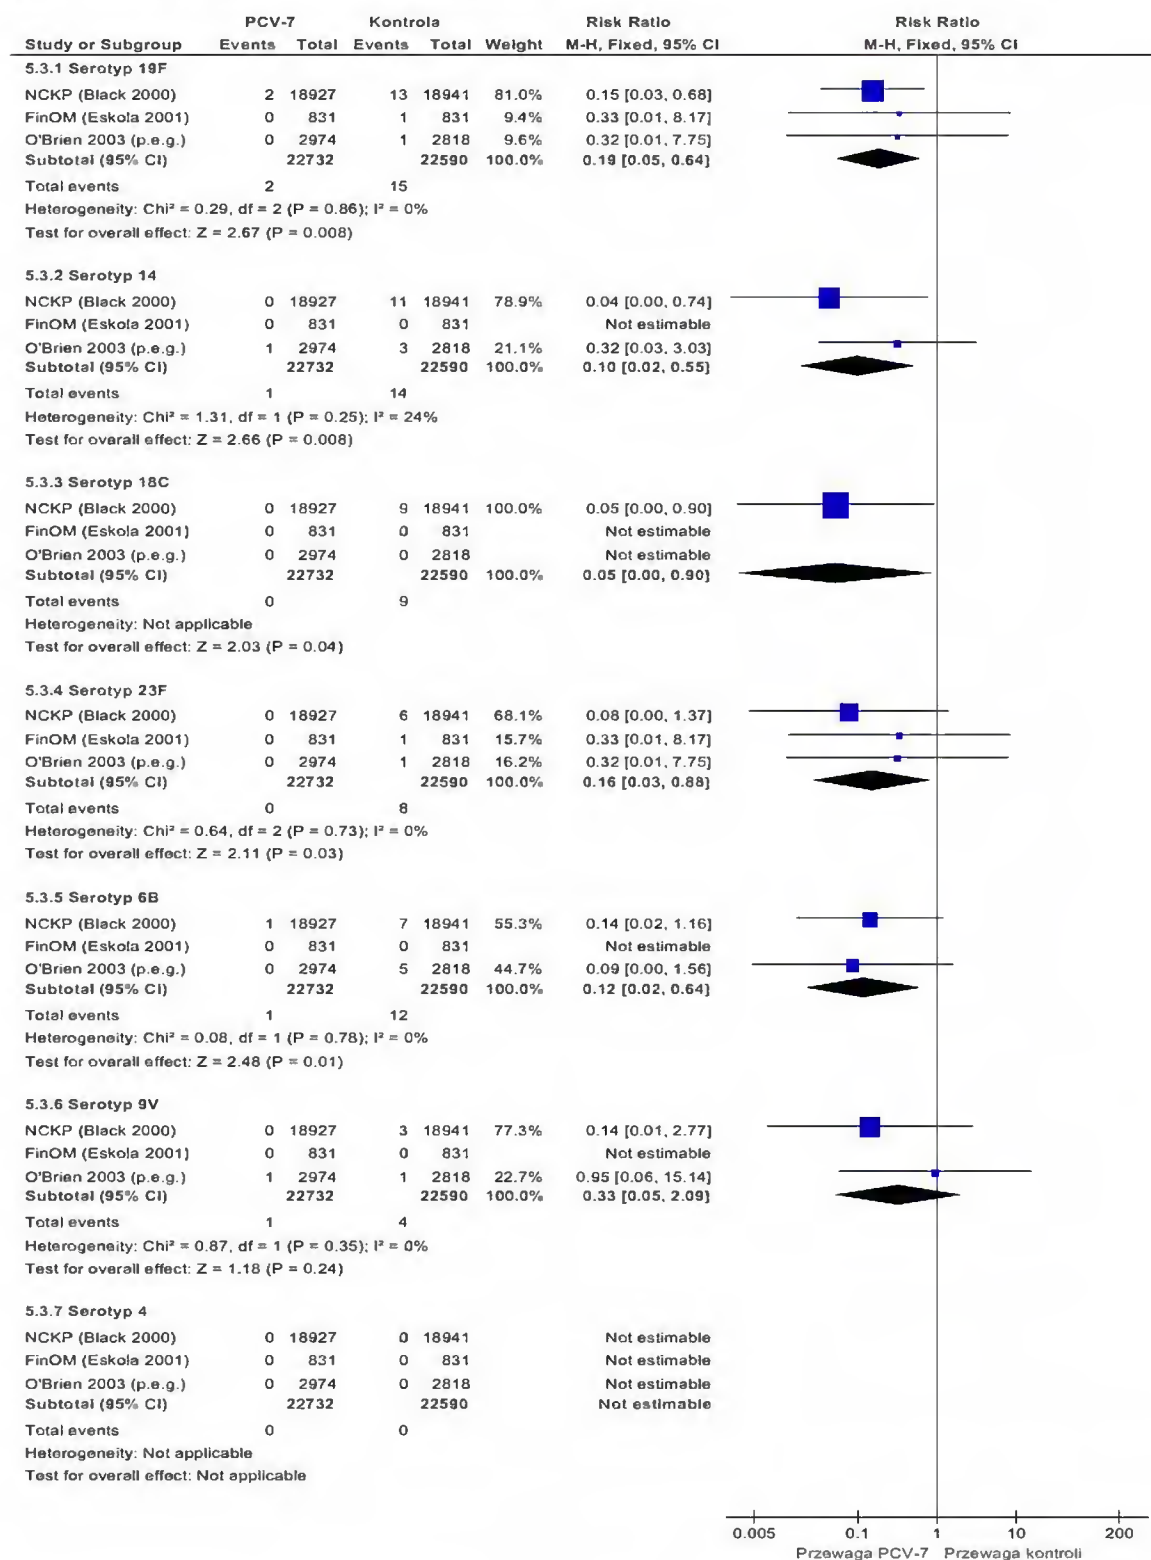 PCV-7 Kontrola Risk Ratio Risk Ratio
Study or Subgroup Events Total Events Total Weight M-H, Fixed, 95% CI M-H, Fixed, 95% CI
5.3.1 Serotyp 19F
NCKP (Black 2000) 2 18927 13 18941 81.0% 0.15 [0.03, 0.68]
FinOM (Eskola 2001) 0 831 1 831 9.4% 0.33 [0.01, 8.17]
O'Brien 2003 (p.e.g.) 0 2974 1 2818 9.6% 0.32 [0.01, 7.75]
Subtotal (95% CI) 22732 22590 100.0% 0.19 [0.05, 0.64]
Total events 2 15
Heterogeneity: Chi² = 0.29, df = 2 (P = 0.86); I² = 0%
Test for overall effect: Z = 2.67 (P = 0.008)
5.3.2 Serotyp 14
NCKP (Black 2000) 0 18927 11 18941 78.9% 0.04 [0.00, 0.74]
FinOM (Eskola 2001) 0 831 0 831 Not estimable
O'Brien 2003 (p.e.g.) 1 2974 3 2818 21.1% 0.32 [0.03, 3.03]
Subtotal (95% CI) 22732 22590 100.0% 0.10 [0.02, 0.55]
Total events 1 14
Heterogeneity: Chi² = 1.31, df = 1 (P = 0.25); I² = 24%
Test for overall effect: Z = 2.66 (P = 0.008)
5.3.3 Serotyp 18C
NCKP (Black 2000) 0 18927 9 18941 100.0% 0.05 [0.00, 0.90]
FinOM (Eskola 2001) 0 831 0 831 Not estimable
O'Brien 2003 (p.e.g.) 0 2974 0 2818 Not estimable
Subtotal (95% CI) 22732 22590 100.0% 0.05 [0.00, 0.90]
Total events 0 9
Heterogeneity: Not applicable
Test for overall effect: Z = 2.03 (P = 0.04)
5.3.4 Serotyp 23F
NCKP (Black 2000) 0 18927 6 18941 68.1% 0.08 [0.00, 1.37]
FinOM (Eskola 2001) 0 831 1 831 15.7% 0.33 [0.01, 8.17]
O'Brien 2003 (p.e.g.) 0 2974 1 2818 16.2% 0.32 [0.01, 7.75]
Subtotal (95% CI) 22732 22590 100.0% 0.16 [0.03, 0.88]
Total events 0 8
Heterogeneity: Chi² = 0.64, df = 2 (P = 0.73); I² = 0%
Test for overall effect: Z = 2.11 (P = 0.03)
5.3.5 Serotyp 6B
NCKP (Black 2000) 1 18927 7 18941 55.3% 0.14 [0.02, 1.16]
FinOM (Eskola 2001) 0 831 0 831 Not estimable
O'Brien 2003 (p.e.g.) 0 2974 5 2818 44.7% 0.09 [0.00, 1.56]
Subtotal (95% CI) 22732 22590 100.0% 0.12 [0.02, 0.64]
Total events 1 12
Heterogeneity: Chi² = 0.08, df = 1 (P = 0.78); I² = 0%
Test for overall effect: Z = 2.48 (P = 0.01)
5.3.6 Serotyp 9V
NCKP (Black 2000) 0 18927 3 18941 77.3% 0.14 [0.01, 2.77]
FinOM (Eskola 2001) 0 831 0 831 Not estimable
O'Brien 2003 (p.e.g.) 1 2974 1 2818 22.7% 0.95 [0.06, 15.14]
Subtotal (95% CI) 22732 22590 100.0% 0.33 [0.05, 2.09]
Total events 1 4
Heterogeneity: Chi² = 0.87, df = 1 (P = 0.35); I² = 0%
Test for overall effect: Z = 1.18 (P = 0.24)
5.3.7 Serotyp 4
NCKP (Black 2000) 0 18927 0 18941 Not estimable
FinOM (Eskola 2001) 0 831 0 831 Not estimable
O'Brien 2003 (p.e.g.) 0 2974 0 2818 Not estimable
Subtotal (95% CI) 22732 22590 Not estimable
Total events 0 0
Heterogeneity: Not applicable
Test for overall effect: Not applicable
0.005 0.1 1 10 200
Przewaga PCV-7 Przewaga kontroli